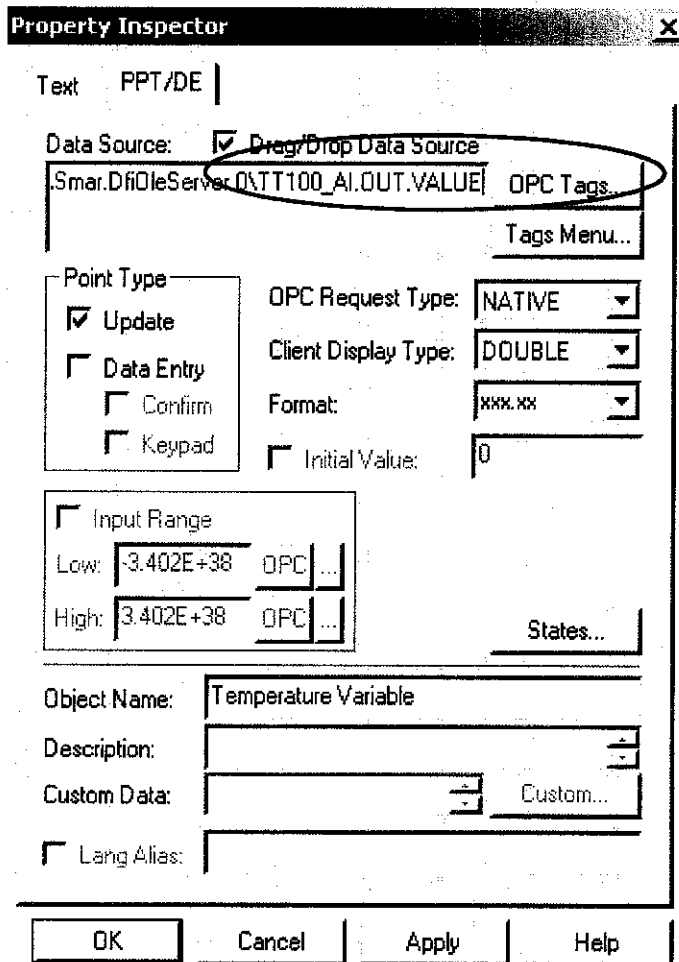 Property Inspector
Text PPT/DE
Data Source: Drag/Drop Data Source
.Smar.DfiOleServer.0\TT100_AI.OUT.VALUE OPC Tags...
Tags Menu...
Point Type
Update
Data Entry
Confirm
Keypad
OPC Request Type: NATIVE
Client Display Type: DOUBLE
Format: xxx.xx
Initial Value: 0
Input Range
Low: -3.402E+38 OPC ...
High: 3.402E+38 OPC ...
States...
Object Name: Temperature Variable
Description:
Custom Data: Custom...
Lang Alias:
OK Cancel Apply Help